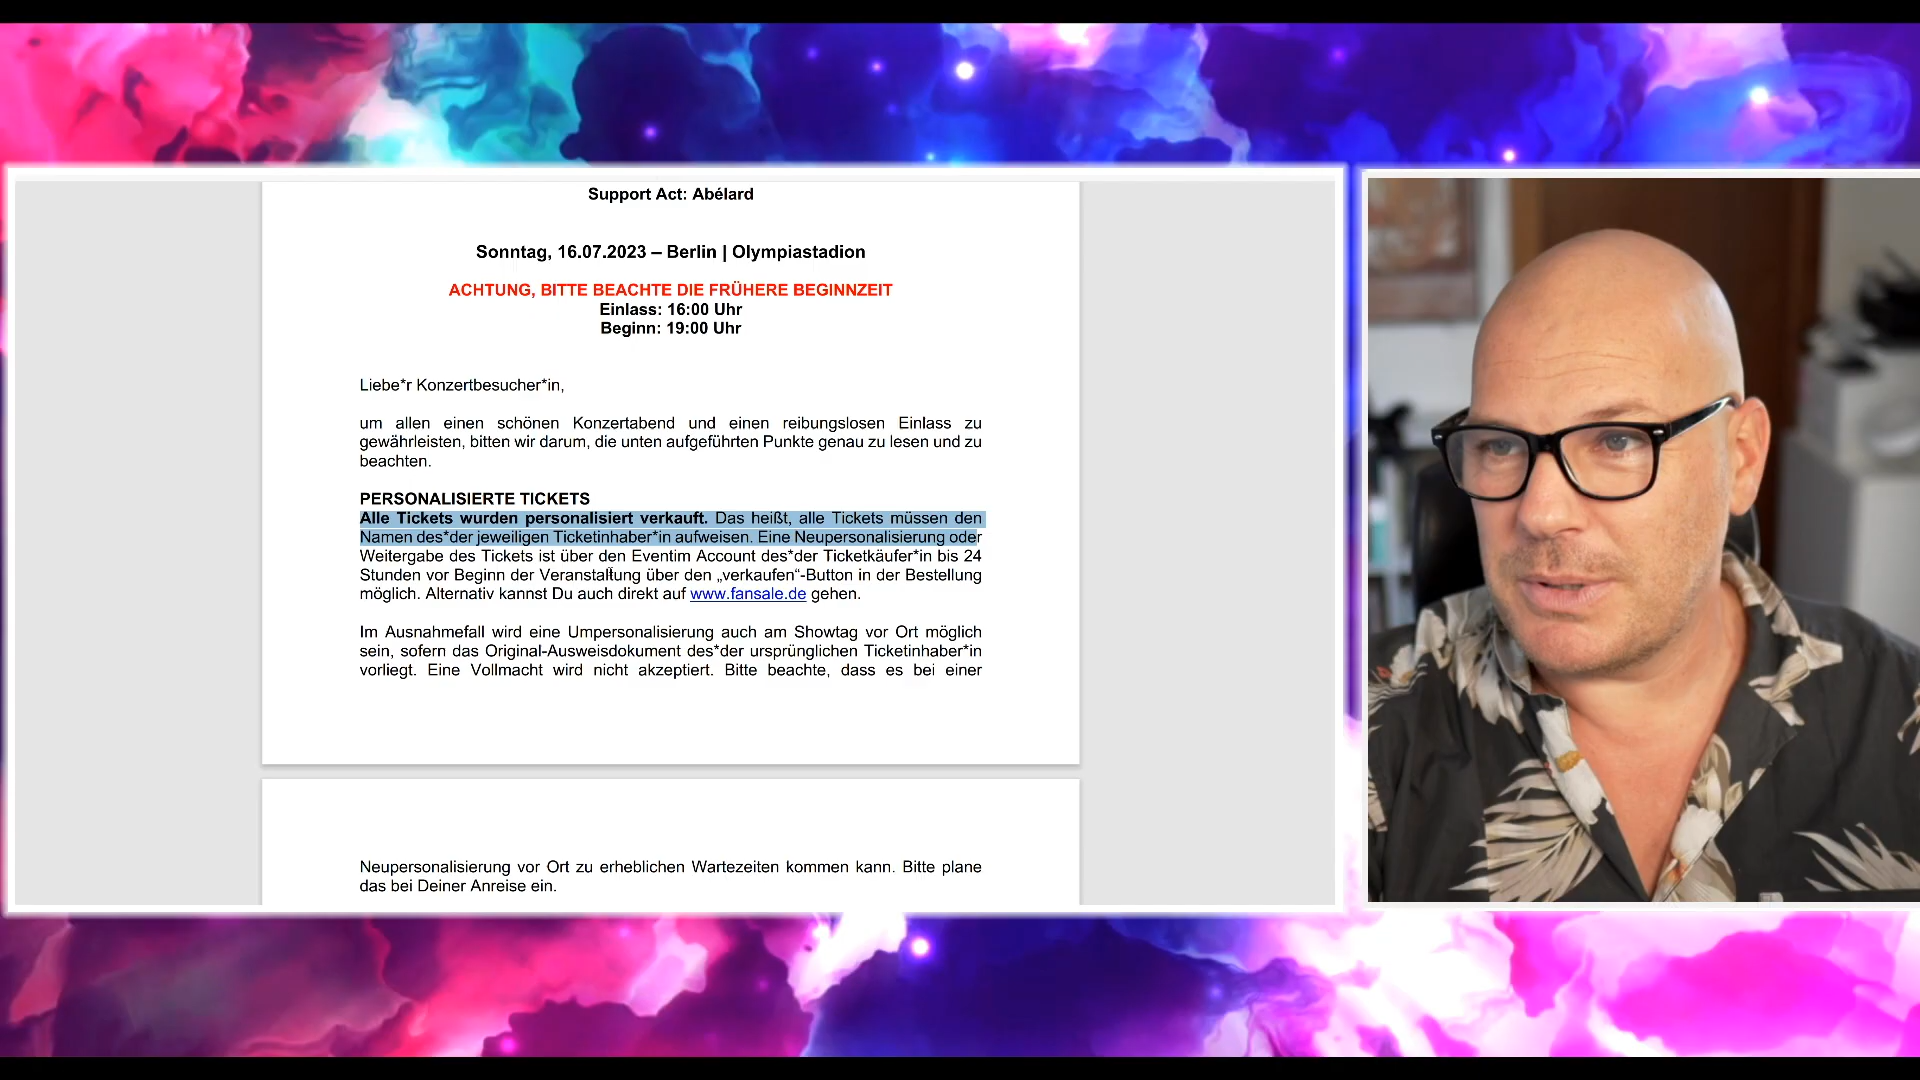 Support Act: Abélard
Sonntag, 16.07.2023 – Berlin | Olympiastadion
ACHTUNG, BITTE BEACHTE DIE FRÜHERE BEGINNZEIT
Einlass: 16:00 Uhr
Beginn: 19:00 Uhr
Liebe*r Konzertbesucher*in,
um allen einen schönen Konzertabend und einen reibungslosen Einlass zu
gewährleisten, bitten wir darum, die unten aufgeführten Punkte genau zu lesen und zu
beachten.
PERSONALISIERTE TICKETS
Alle Tickets wurden personalisiert verkauft. Das heißt, alle Tickets müssen den
Namen des*der jeweiligen Ticketinhaber*in aufweisen. Eine Neupersonalisierung oder
Weitergabe des Tickets ist über den Eventim Account des*der Ticketkäufer*in bis 24
Stunden vor Beginn der Veranstaltung über den „verkaufen“-Button in der Bestellung
möglich. Alternativ kannst Du auch direkt auf www.fansale.de gehen.
Im Ausnahmefall wird eine Umpersonalisierung auch am Showtag vor Ort möglich
sein, sofern das Original-Ausweisdokument des*der ursprünglichen Ticketinhaber*in
vorliegt. Eine Vollmacht wird nicht akzeptiert. Bitte beachte, dass es bei einer
Neupersonalisierung vor Ort zu erheblichen Wartezeiten kommen kann. Bitte plane
das bei Deiner Anreise ein.